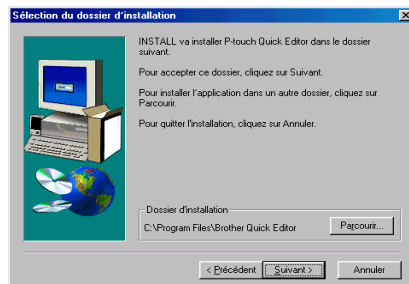 Sélection du dossier d'installation
INSTALL va installer P-touch Quick Editor dans le dossier
suivant.
Pour accepter ce dossier, cliquez sur Suivant.
Pour installer l'application dans un autre dossier, cliquez sur
Parcourir.
Pour quitter l'installation, cliquez sur Annuler.
Dossier d'installation
C:\Program Files\Brother Quick Editor
Parcourir...
< Précédent
Suivant >
Annuler